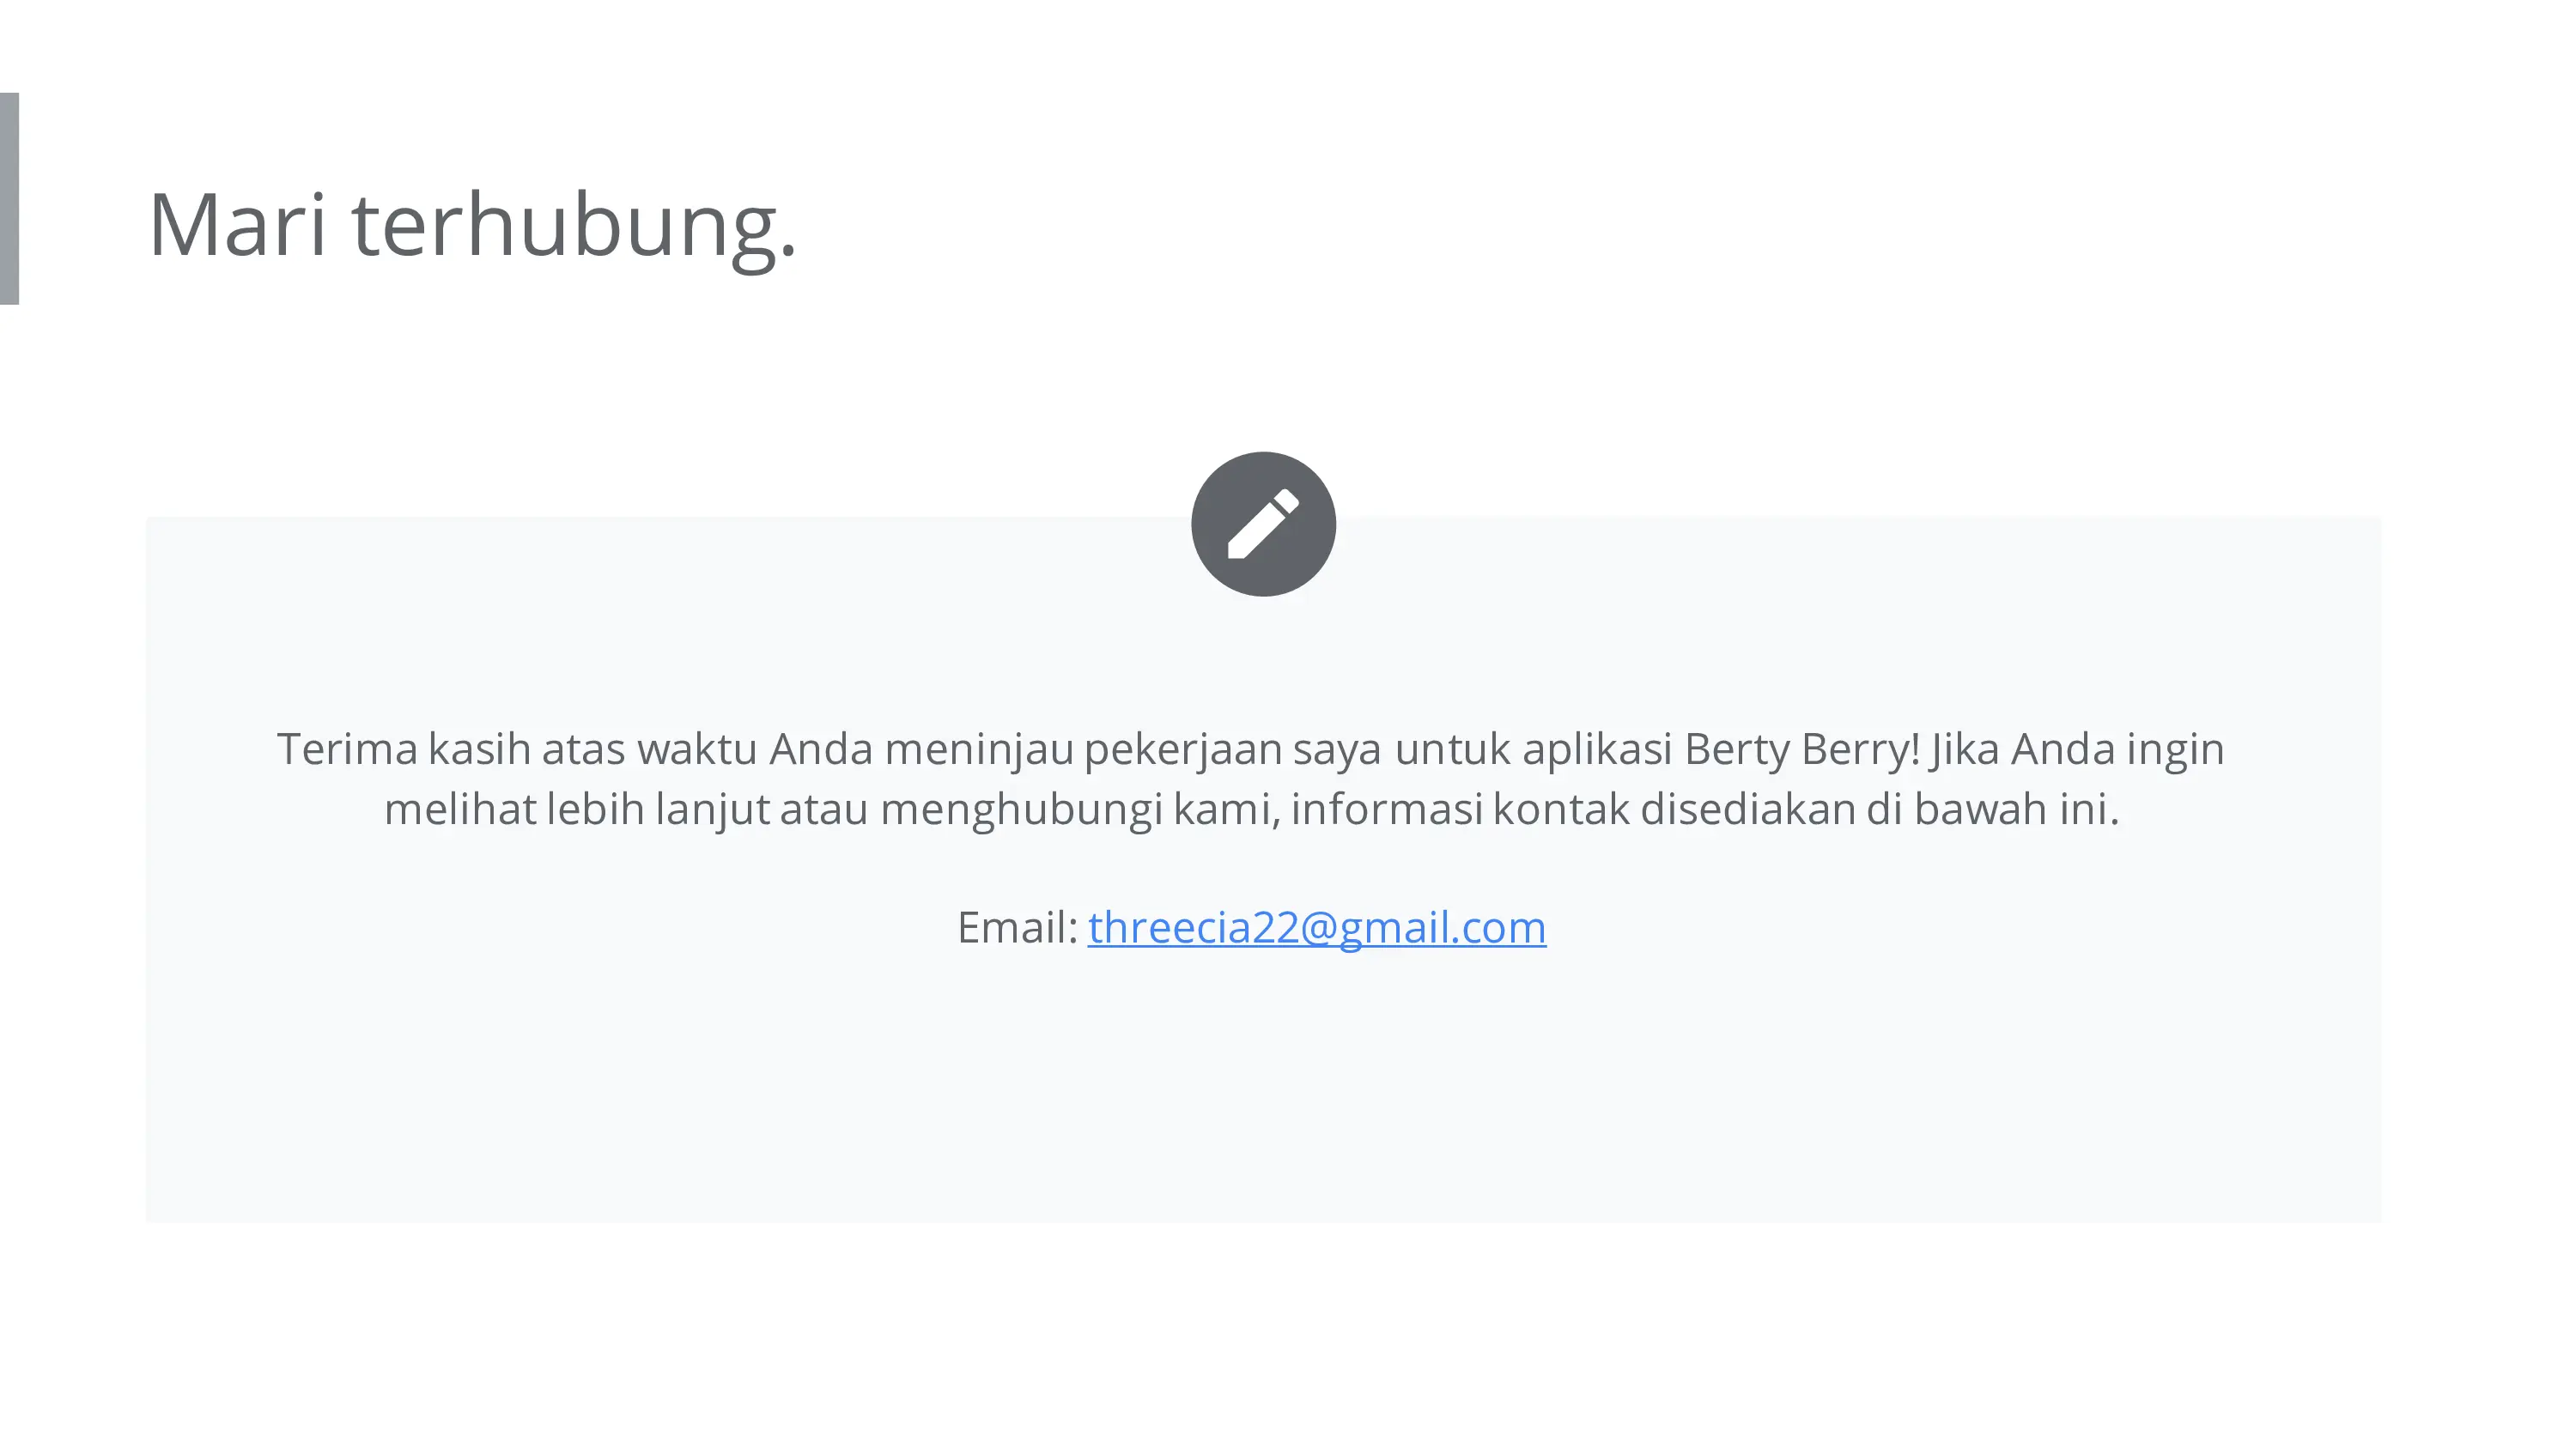 Mari terhubung.
Terima kasih atas waktu Anda meninjau pekerjaan saya untuk aplikasi Berty Berry! Jika Anda ingin
melihat lebih lanjut atau menghubungi kami, informasi kontak disediakan di bawah ini.
Email: threecia22@gmail.com